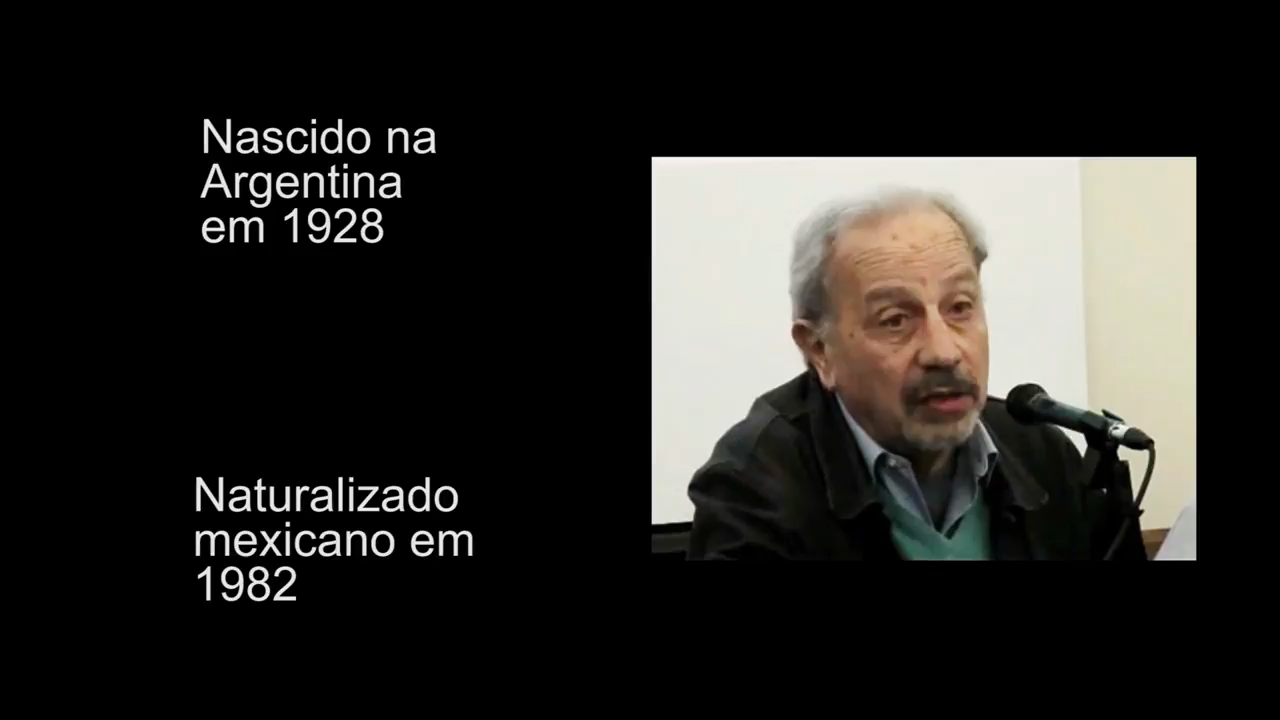 Nascido na
Argentina
em 1928
Naturalizado
mexicano em
1982